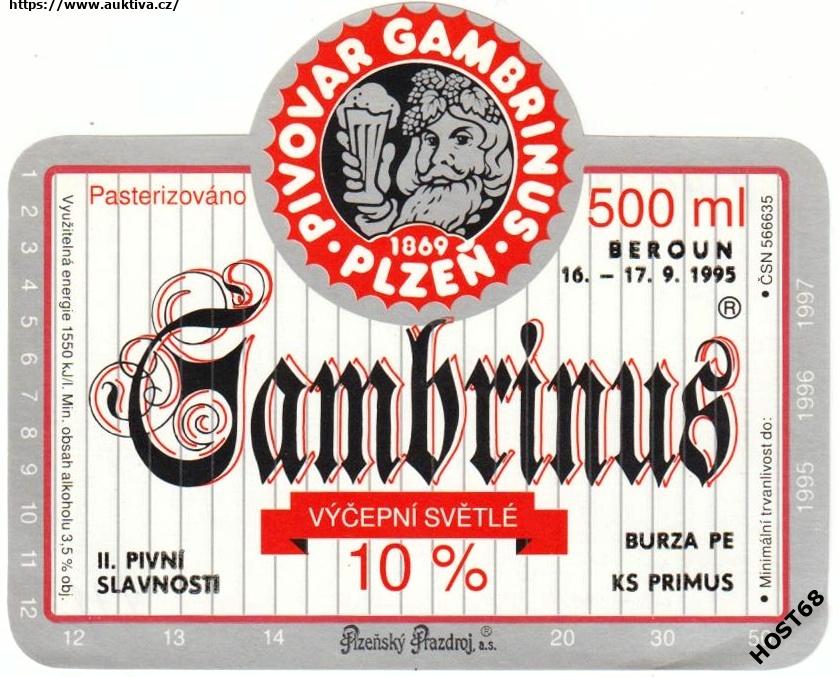 https://www.auktiva.cz/
PIVOVAR GAMBRINUS
1869
PLZEŇ
Pasterizováno
500 ml
BEROUN
16. – 17. 9. 1995
®
Gambrinus
VÝČEPNÍ SVĚTLÉ
10 %
II. PIVNÍ
SLAVNOSTI
BURZA PE
KS PRIMUS
Využitelná energie 1550 kJ/l. Min. obsah alkoholu 3,5 % obj.
• ČSN 566635
• Minimální trvanlivost do:
1
2
3
4
5
6
7
8
9
10
11
12
1997
1996
1995
12 13 14 Plzeňský Prazdroj, a.s. ® 20 30 50
HOST68